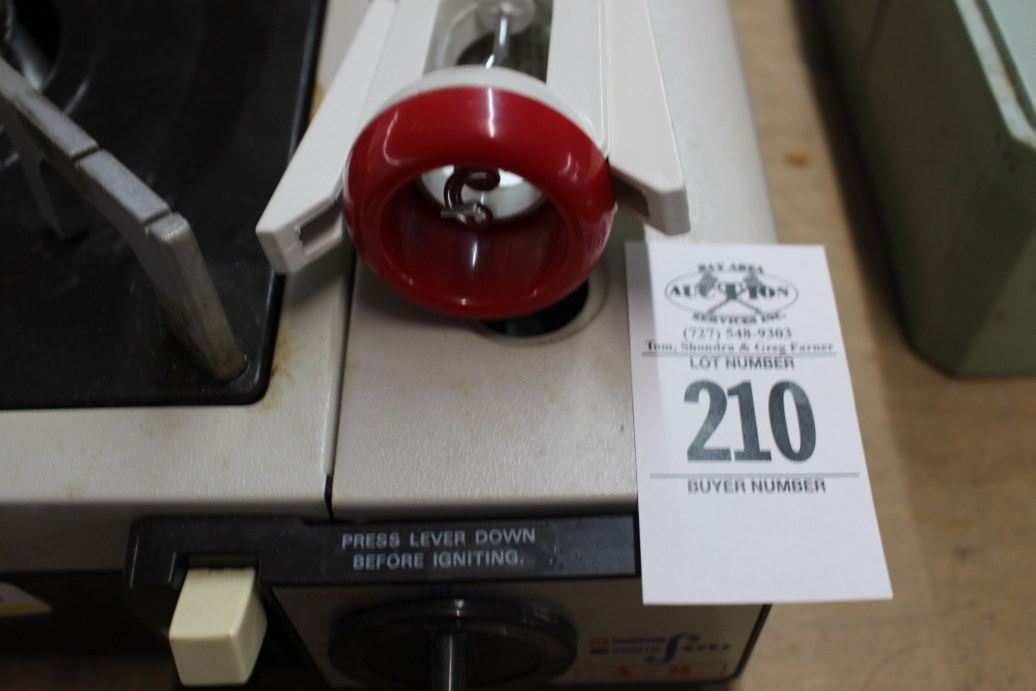 BAY AREA
AUCTION
SERVICES INC.
(727) 548-9303
Tom, Shondra & Greg Farner
LOT NUMBER
210
BUYER NUMBER
PRESS LEVER DOWN
BEFORE IGNITING.